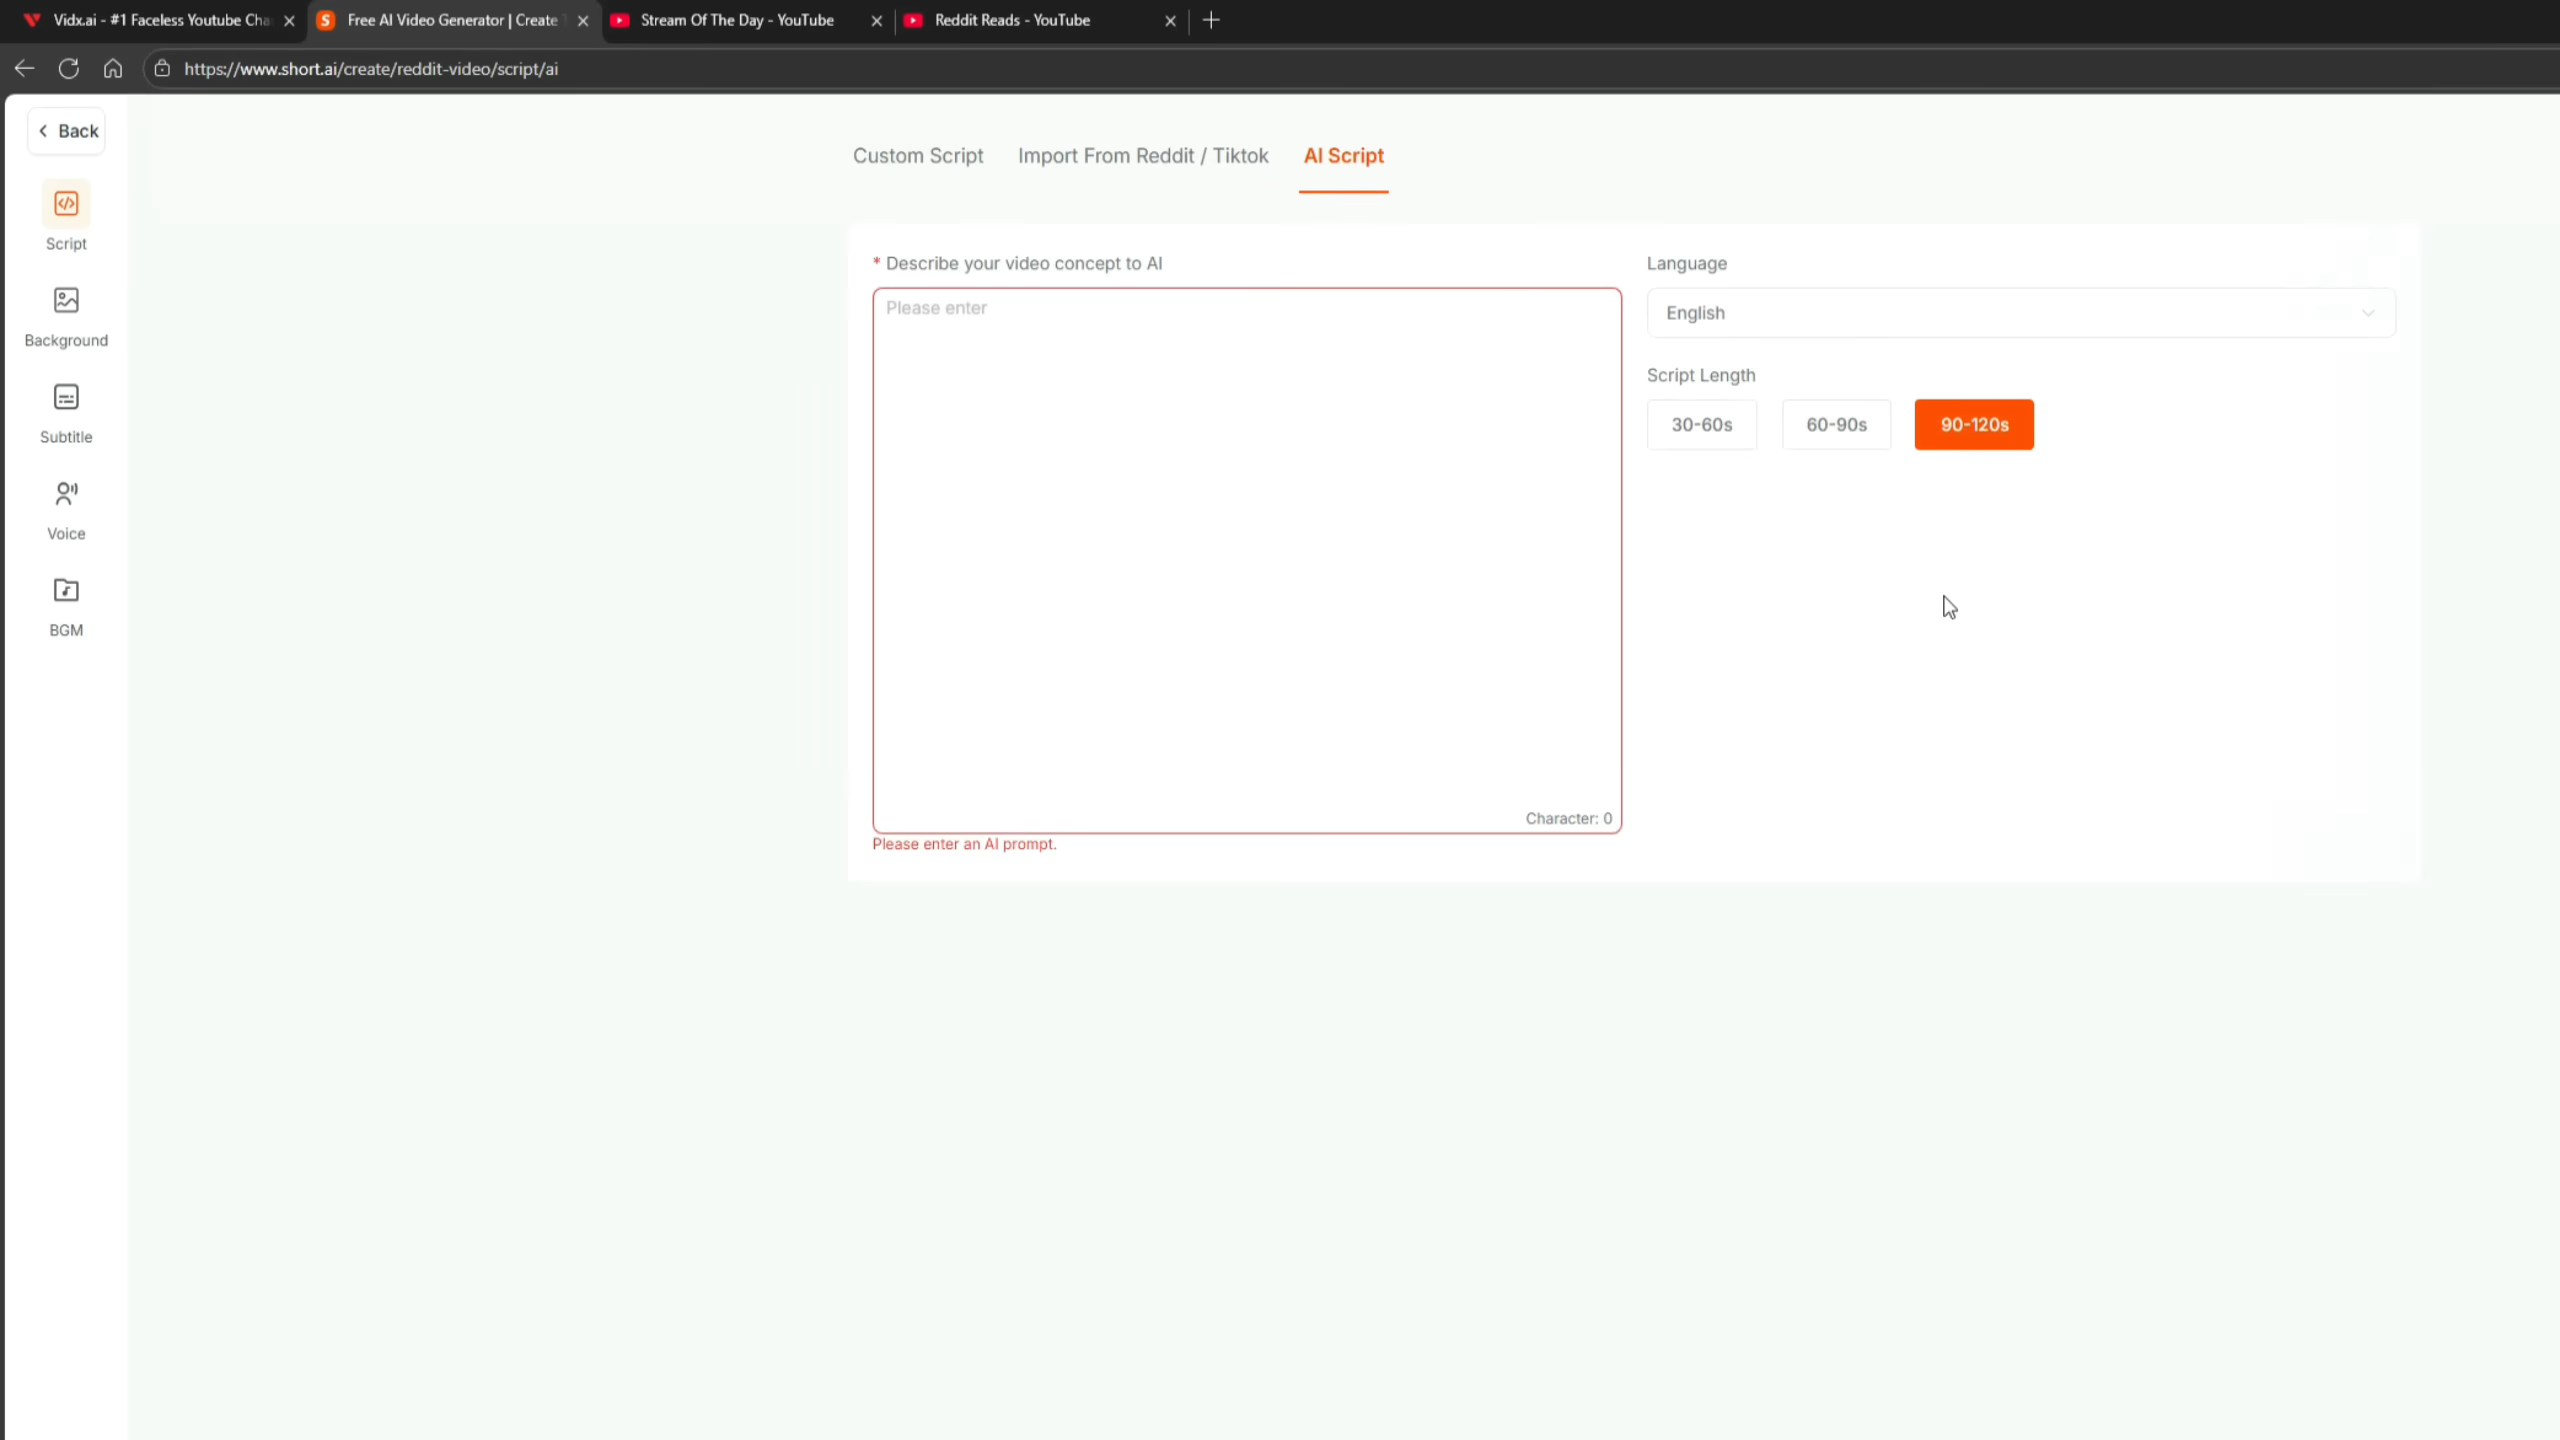 Vidx.ai - #1 Faceless Youtube Cha
Free AI Video Generator | Create
Stream Of The Day - YouTube
Reddit Reads - YouTube
https://www.short.ai/create/reddit-video/script/ai
Back
Script
Background
Subtitle
Voice
BGM
Custom Script
Import From Reddit / Tiktok
AI Script
* Describe your video concept to AI
Please enter
Character: 0
Please enter an AI prompt.
Language
English
Script Length
30-60s
60-90s
90-120s